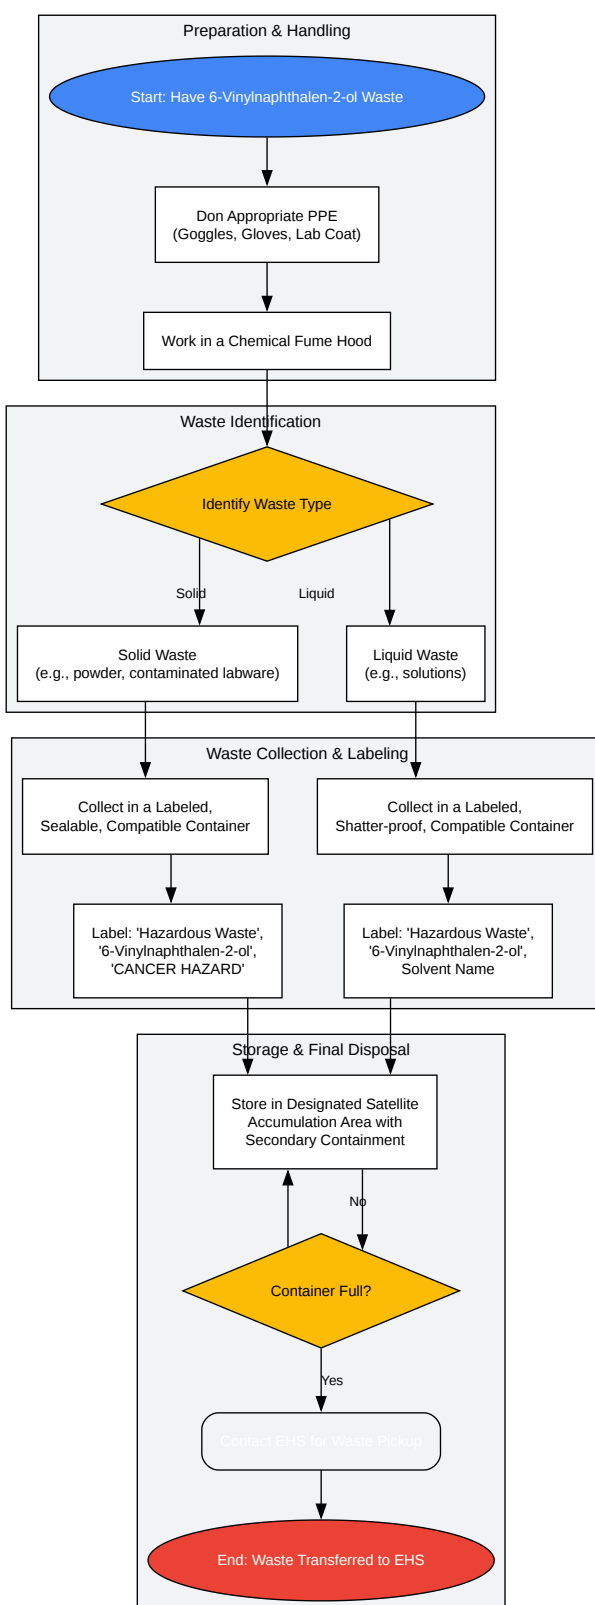 Preparation & Handling
Start: Have 6-Vinylnaphthalen-2-ol Waste
Don Appropriate PPE
(Goggles, Gloves, Lab Coat)
Work in a Chemical Fume Hood
Waste Identification
Identify Waste Type
Solid
Liquid
Solid Waste
(e.g., powder, contaminated labware)
Liquid Waste
(e.g., solutions)
Waste Collection & Labeling
Collect in a Labeled,
Sealable, Compatible Container
Collect in a Labeled,
Shatter-proof, Compatible Container
Label: 'Hazardous Waste',
'6-Vinylnaphthalen-2-ol',
'CANCER HAZARD'
Label: 'Hazardous Waste',
'6-Vinylnaphthalen-2-ol',
Solvent Name
Storage & Final Disposal
Store in Designated Satellite
Accumulation Area with
Secondary Containment
No
Container Full?
Yes
Contact EHS for Waste Pickup
End: Waste Transferred to EHS